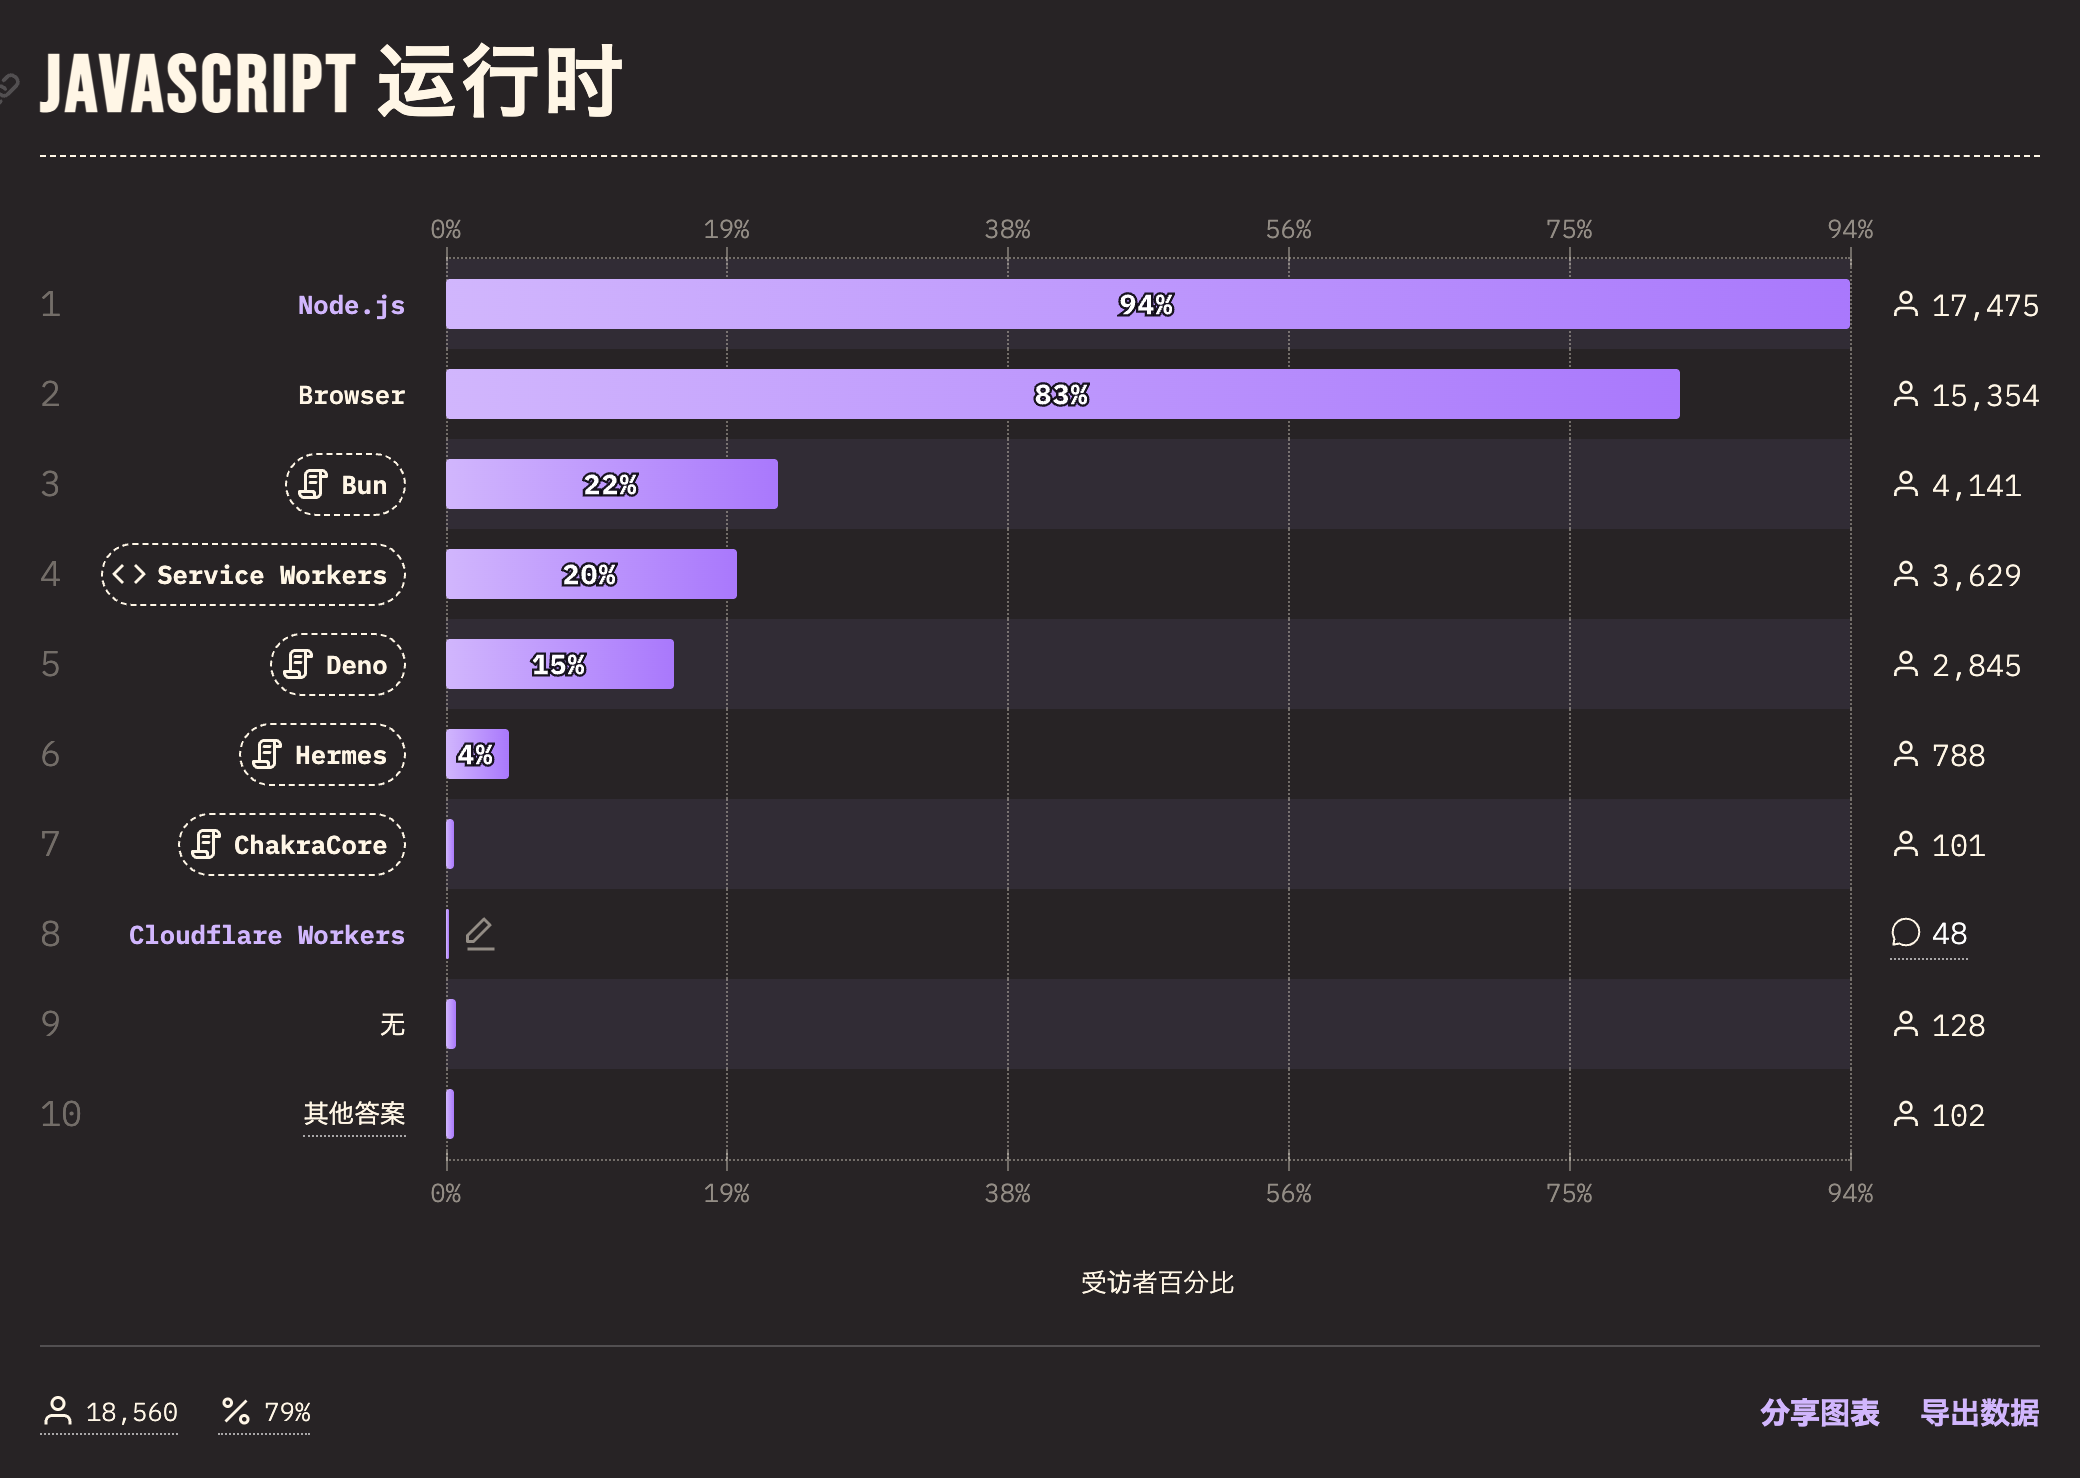 JAVASCRIPT 运行时
0% 19% 38% 56% 75% 94%
1 Node.js 94% 17,475
2 Browser 83% 15,354
3 Bun 22% 4,141
4 Service Workers 20% 3,629
5 Deno 15% 2,845
6 Hermes 4% 788
7 ChakraCore 101
8 Cloudflare Workers 48
9 无 128
10 其他答案 102
0% 19% 38% 56% 75% 94%
受访者百分比
18,560 79% 分享图表 导出数据